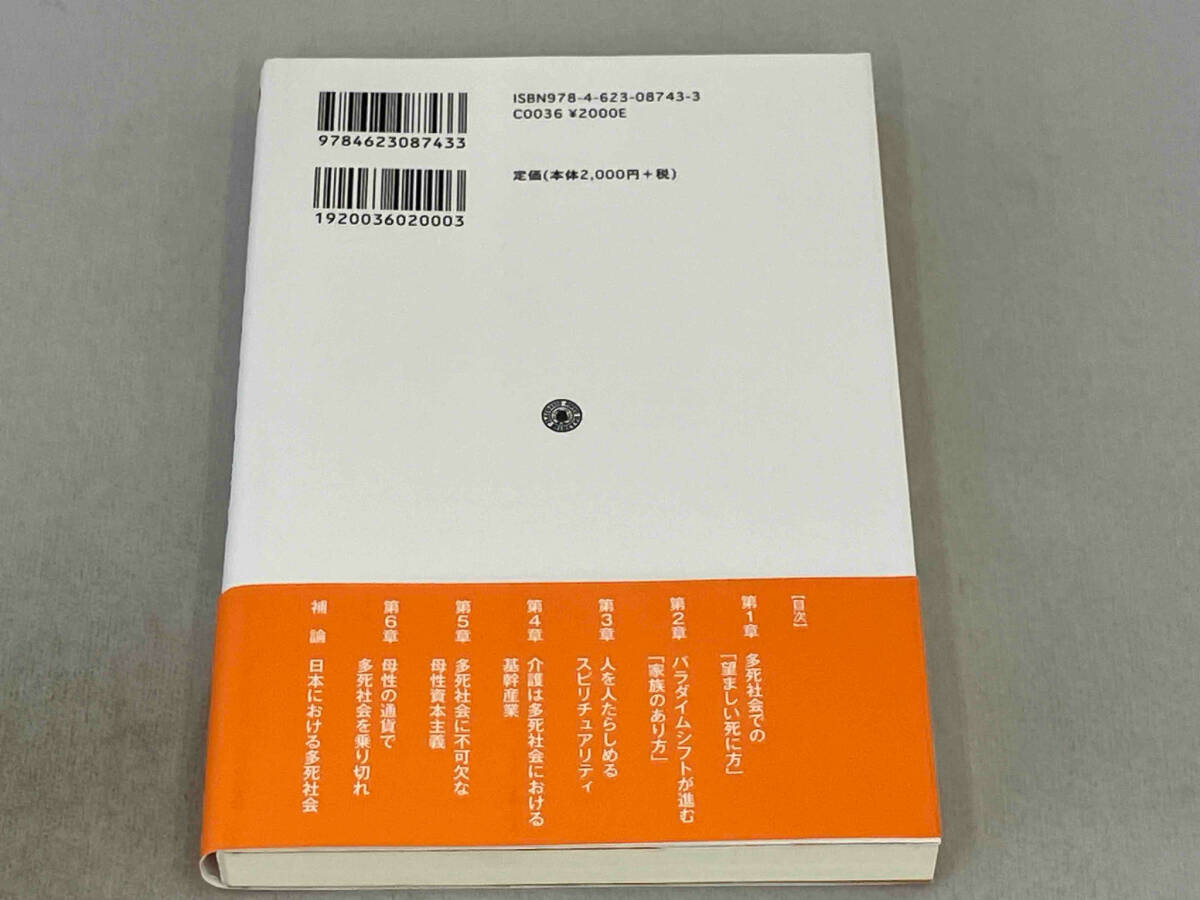 ISBN978-4-623-08743-3
C0036 ¥2000E
9784623087433
定価(本体2,000円+税)
1920036020003
【目次】
第1章 多死社会での
「望ましい死に方」
第2章 パラダイムシフトが進む
「家族のあり方」
第3章 人を人たらしめる
スピリチュアリティ
第4章 介護は多死社会における
基幹産業
第5章 多死社会に不可欠な
母性資本主義
第6章 母性の通貨で
多死社会を乗り切れ
補 論 日本における多死社会